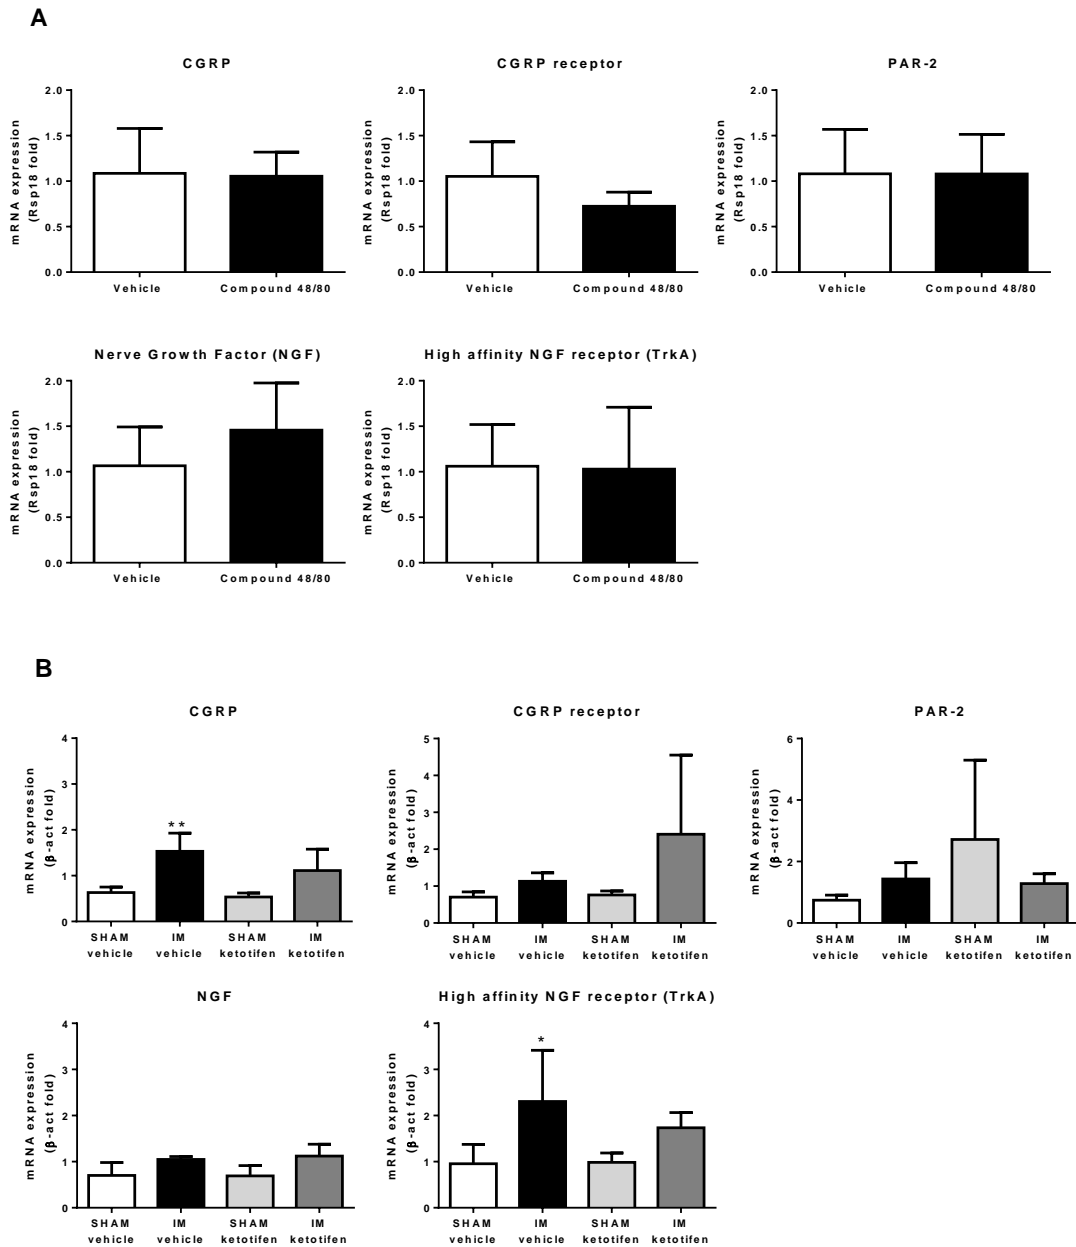 A
CGRP
CGRP receptor
PAR-2
mRNA expression
(Rsp18 fold)
2.0
1.5
1.0
0.5
0.0
Vehicle
Compound 48/80
mRNA expression
(Rsp18 fold)
2.0
1.5
1.0
0.5
0.0
Vehicle
Compound 48/80
mRNA expression
(Rsp18 fold)
2.0
1.5
1.0
0.5
0.0
Vehicle
Compound 48/80
Nerve Growth Factor (NGF)
High affinity NGF receptor (TrkA)
mRNA expression
(Rsp18 fold)
2.0
1.5
1.0
0.5
0.0
Vehicle
Compound 48/80
mRNA expression
(Rsp18 fold)
2.0
1.5
1.0
0.5
0.0
Vehicle
Compound 48/80
B
CGRP
CGRP receptor
PAR-2
mRNA expression
(β-act fold)
4
3
2
1
0
**
SHAM
vehicle
IM
vehicle
SHAM
ketotifen
IM
ketotifen
mRNA expression
(β-act fold)
5
4
3
2
1
0
SHAM
vehicle
IM
vehicle
SHAM
ketotifen
IM
ketotifen
mRNA expression
(β-act fold)
6
4
2
0
SHAM
vehicle
IM
vehicle
SHAM
ketotifen
IM
ketotifen
NGF
High affinity NGF receptor (TrkA)
mRNA expression
(β-act fold)
4
3
2
1
0
SHAM
vehicle
IM
vehicle
SHAM
ketotifen
IM
ketotifen
mRNA expression
(β-act fold)
4
3
2
1
0
*
SHAM
vehicle
IM
vehicle
SHAM
ketotifen
IM
ketotifen